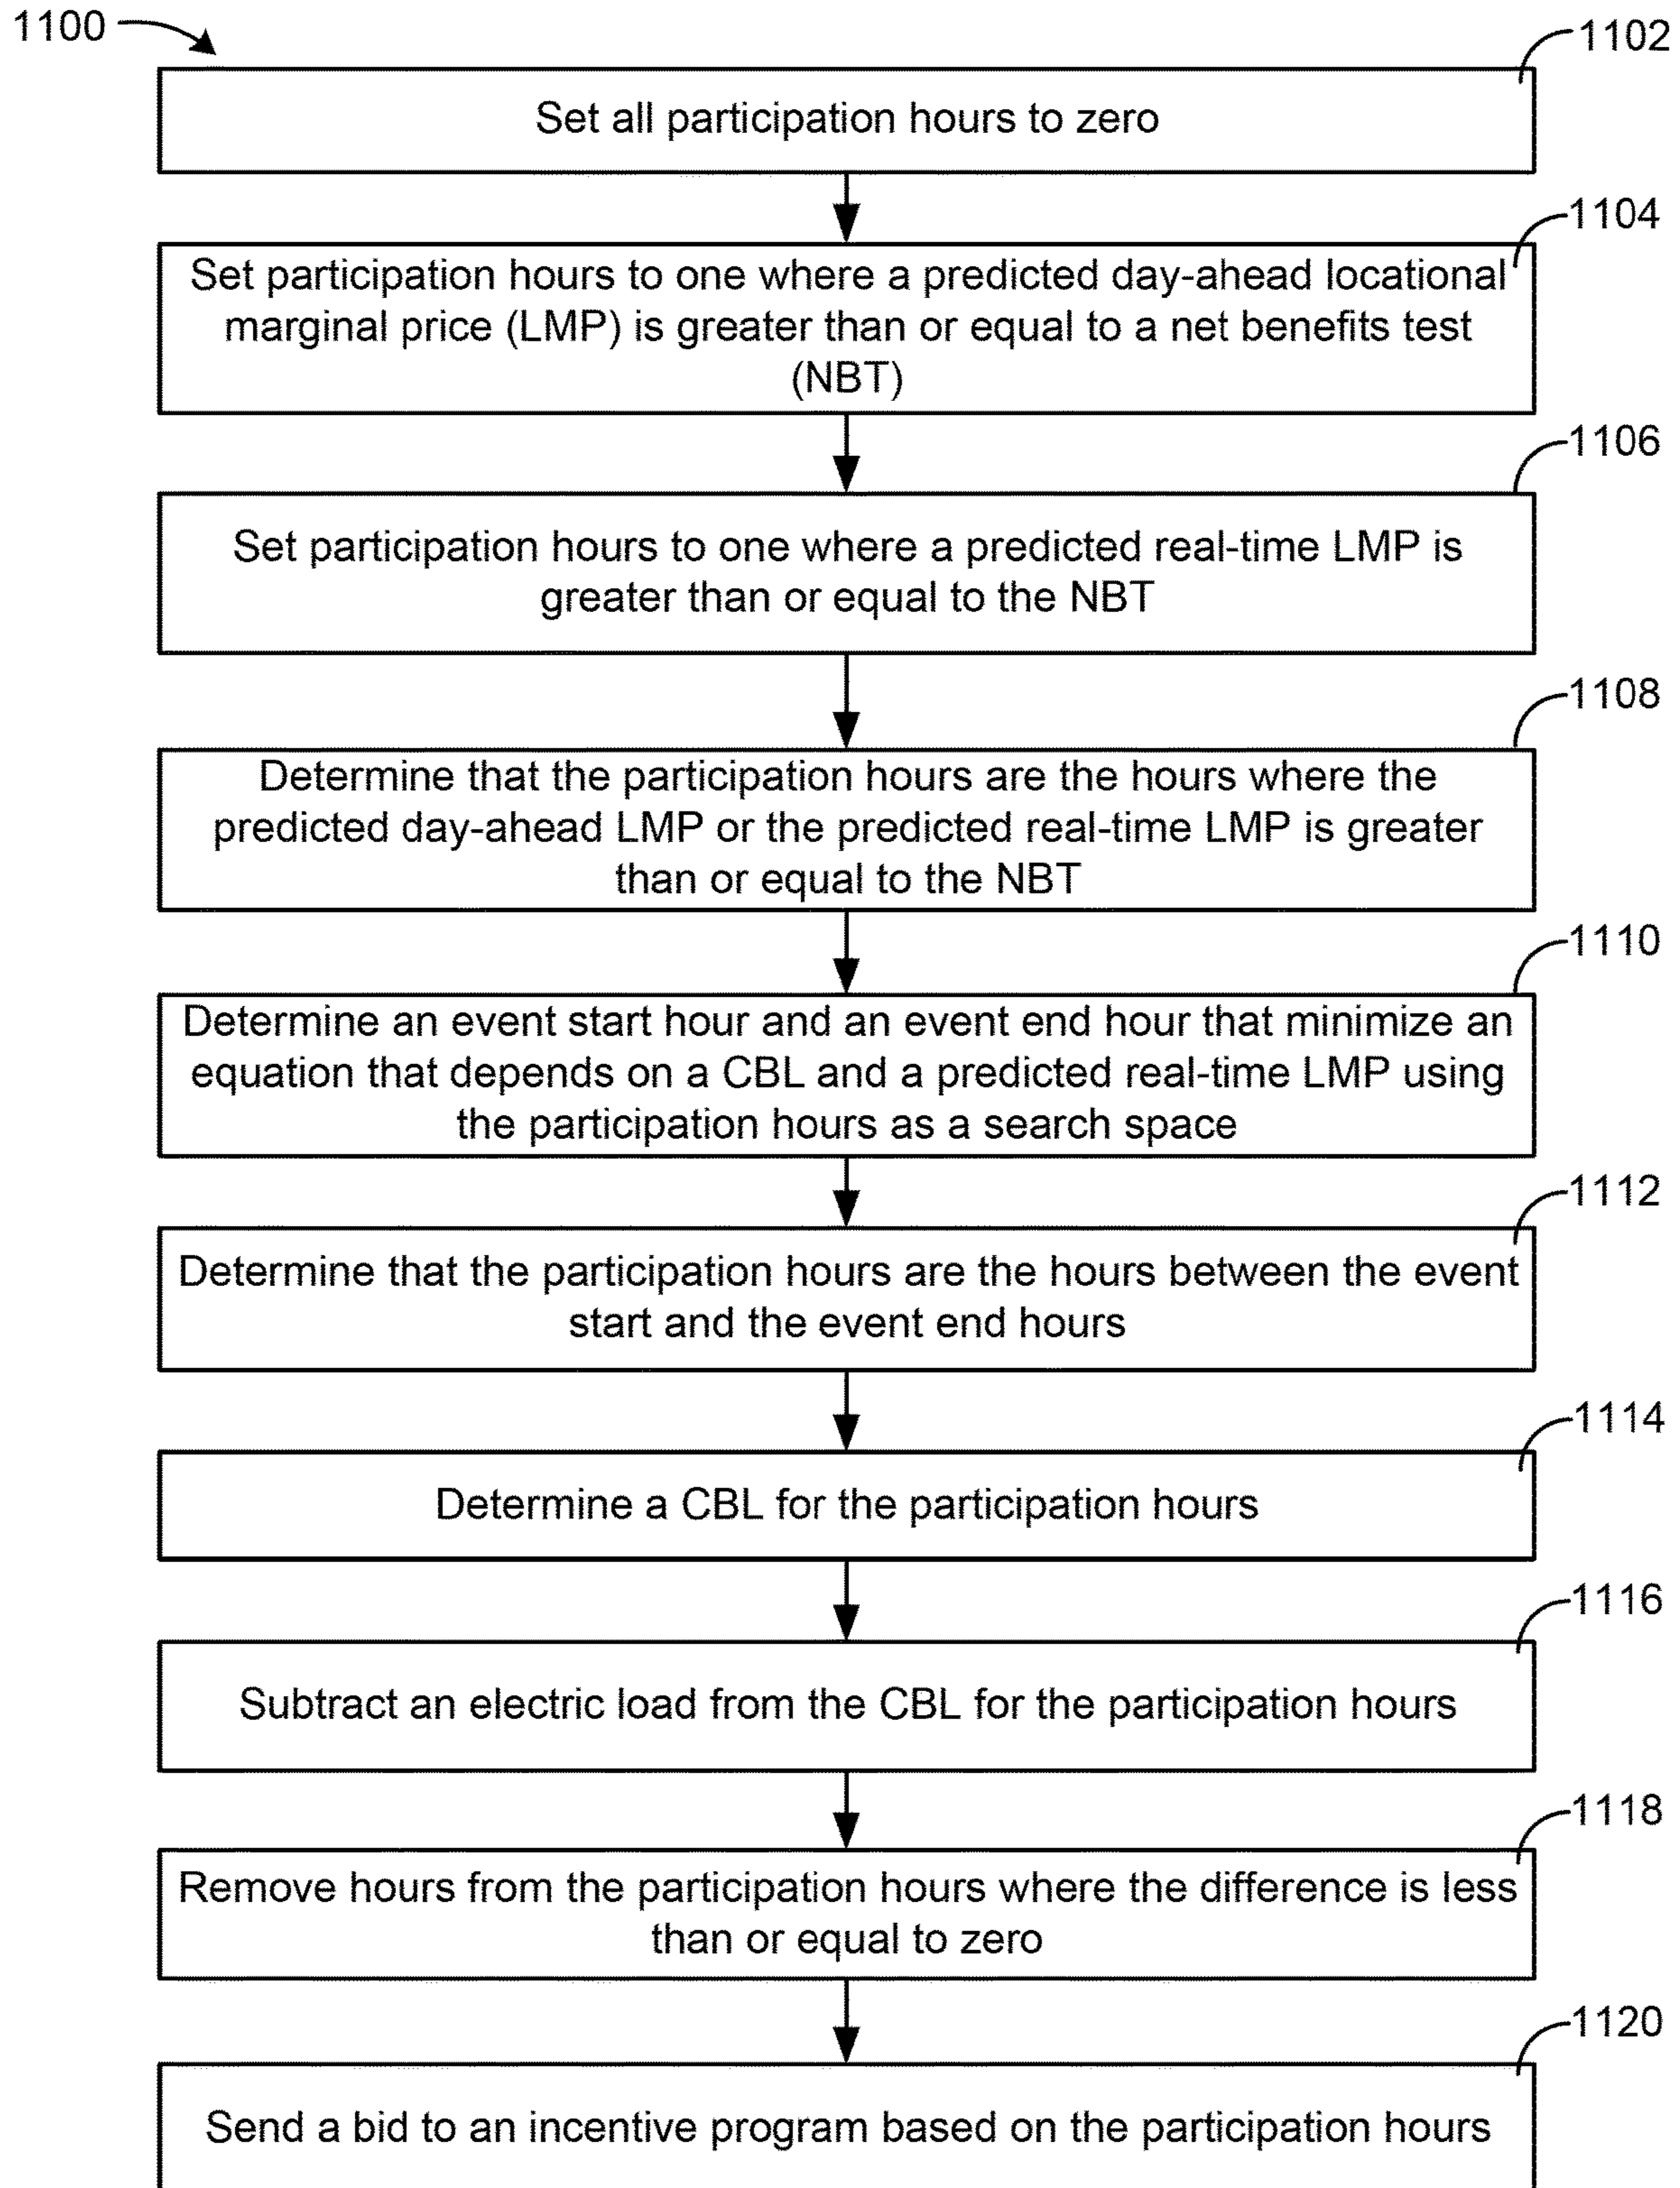 1100
1102
Set all participation hours to zero
1104
Set participation hours to one where a predicted day-ahead locational
marginal price (LMP) is greater than or equal to a net benefits test
(NBT)
1106
Set participation hours to one where a predicted real-time LMP is
greater than or equal to the NBT
1108
Determine that the participation hours are the hours where the
predicted day-ahead LMP or the predicted real-time LMP is greater
than or equal to the NBT
1110
Determine an event start hour and an event end hour that minimize an
equation that depends on a CBL and a predicted real-time LMP using
the participation hours as a search space
1112
Determine that the participation hours are the hours between the event
start and the event end hours
1114
Determine a CBL for the participation hours
1116
Subtract an electric load from the CBL for the participation hours
1118
Remove hours from the participation hours where the difference is less
than or equal to zero
1120
Send a bid to an incentive program based on the participation hours